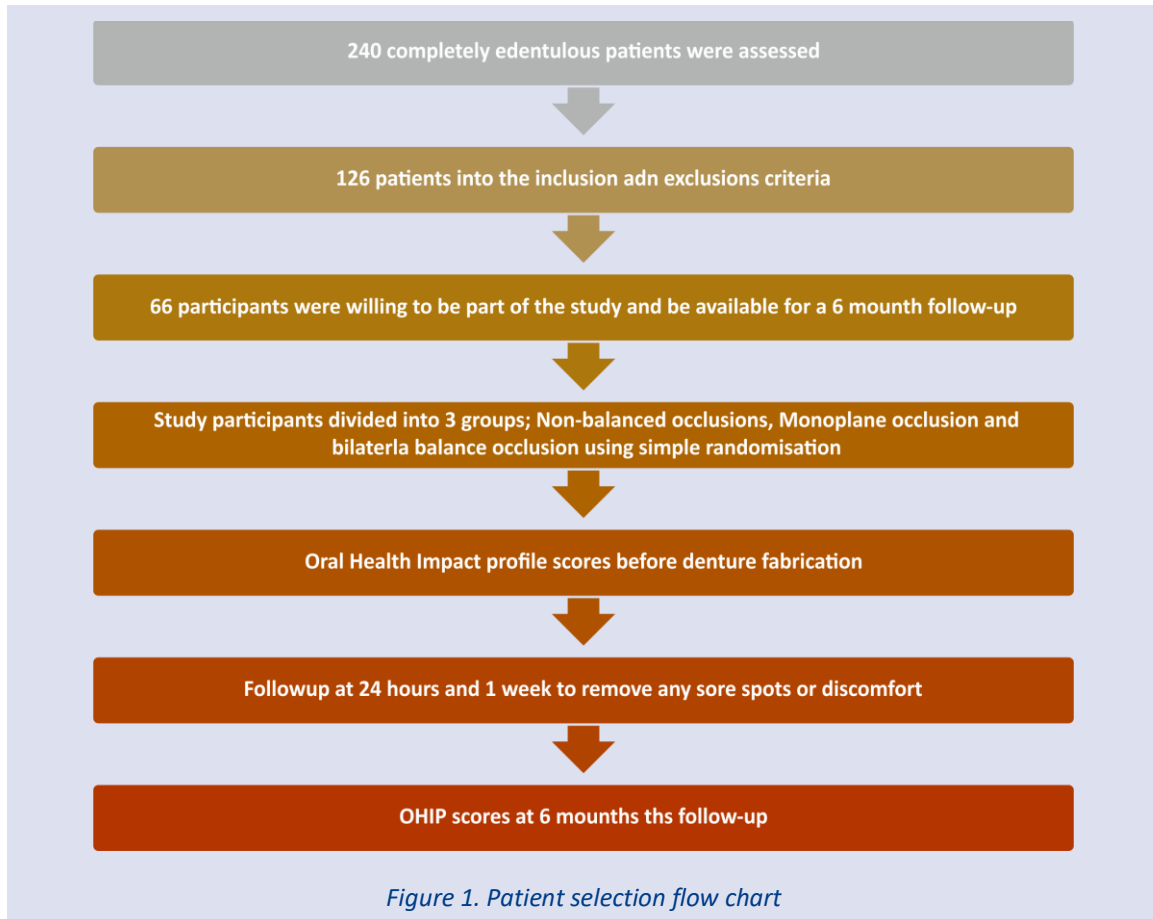 240 completely edentulous patients were assessed
126 patients into the inclusion adn exclusions criteria
66 participants were willing to be part of the study and be available for a 6 mounth follow-up
Study participants divided into 3 groups; Non-balanced occlusions, Monoplane occlusion and
bilaterla balance occlusion using simple randomisation
Oral Health Impact profile scores before denture fabrication
Followup at 24 hours and 1 week to remove any sore spots or discomfort
OHIP scores at 6 mounths ths follow-up
Figure 1. Patient selection flow chart